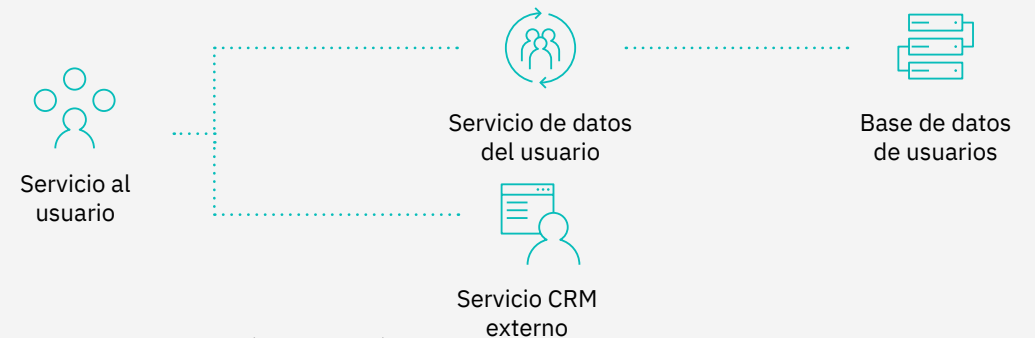 Servicio al
usuario
Servicio de datos
del usuario
Base de datos
de usuarios
Servicio CRM
externo